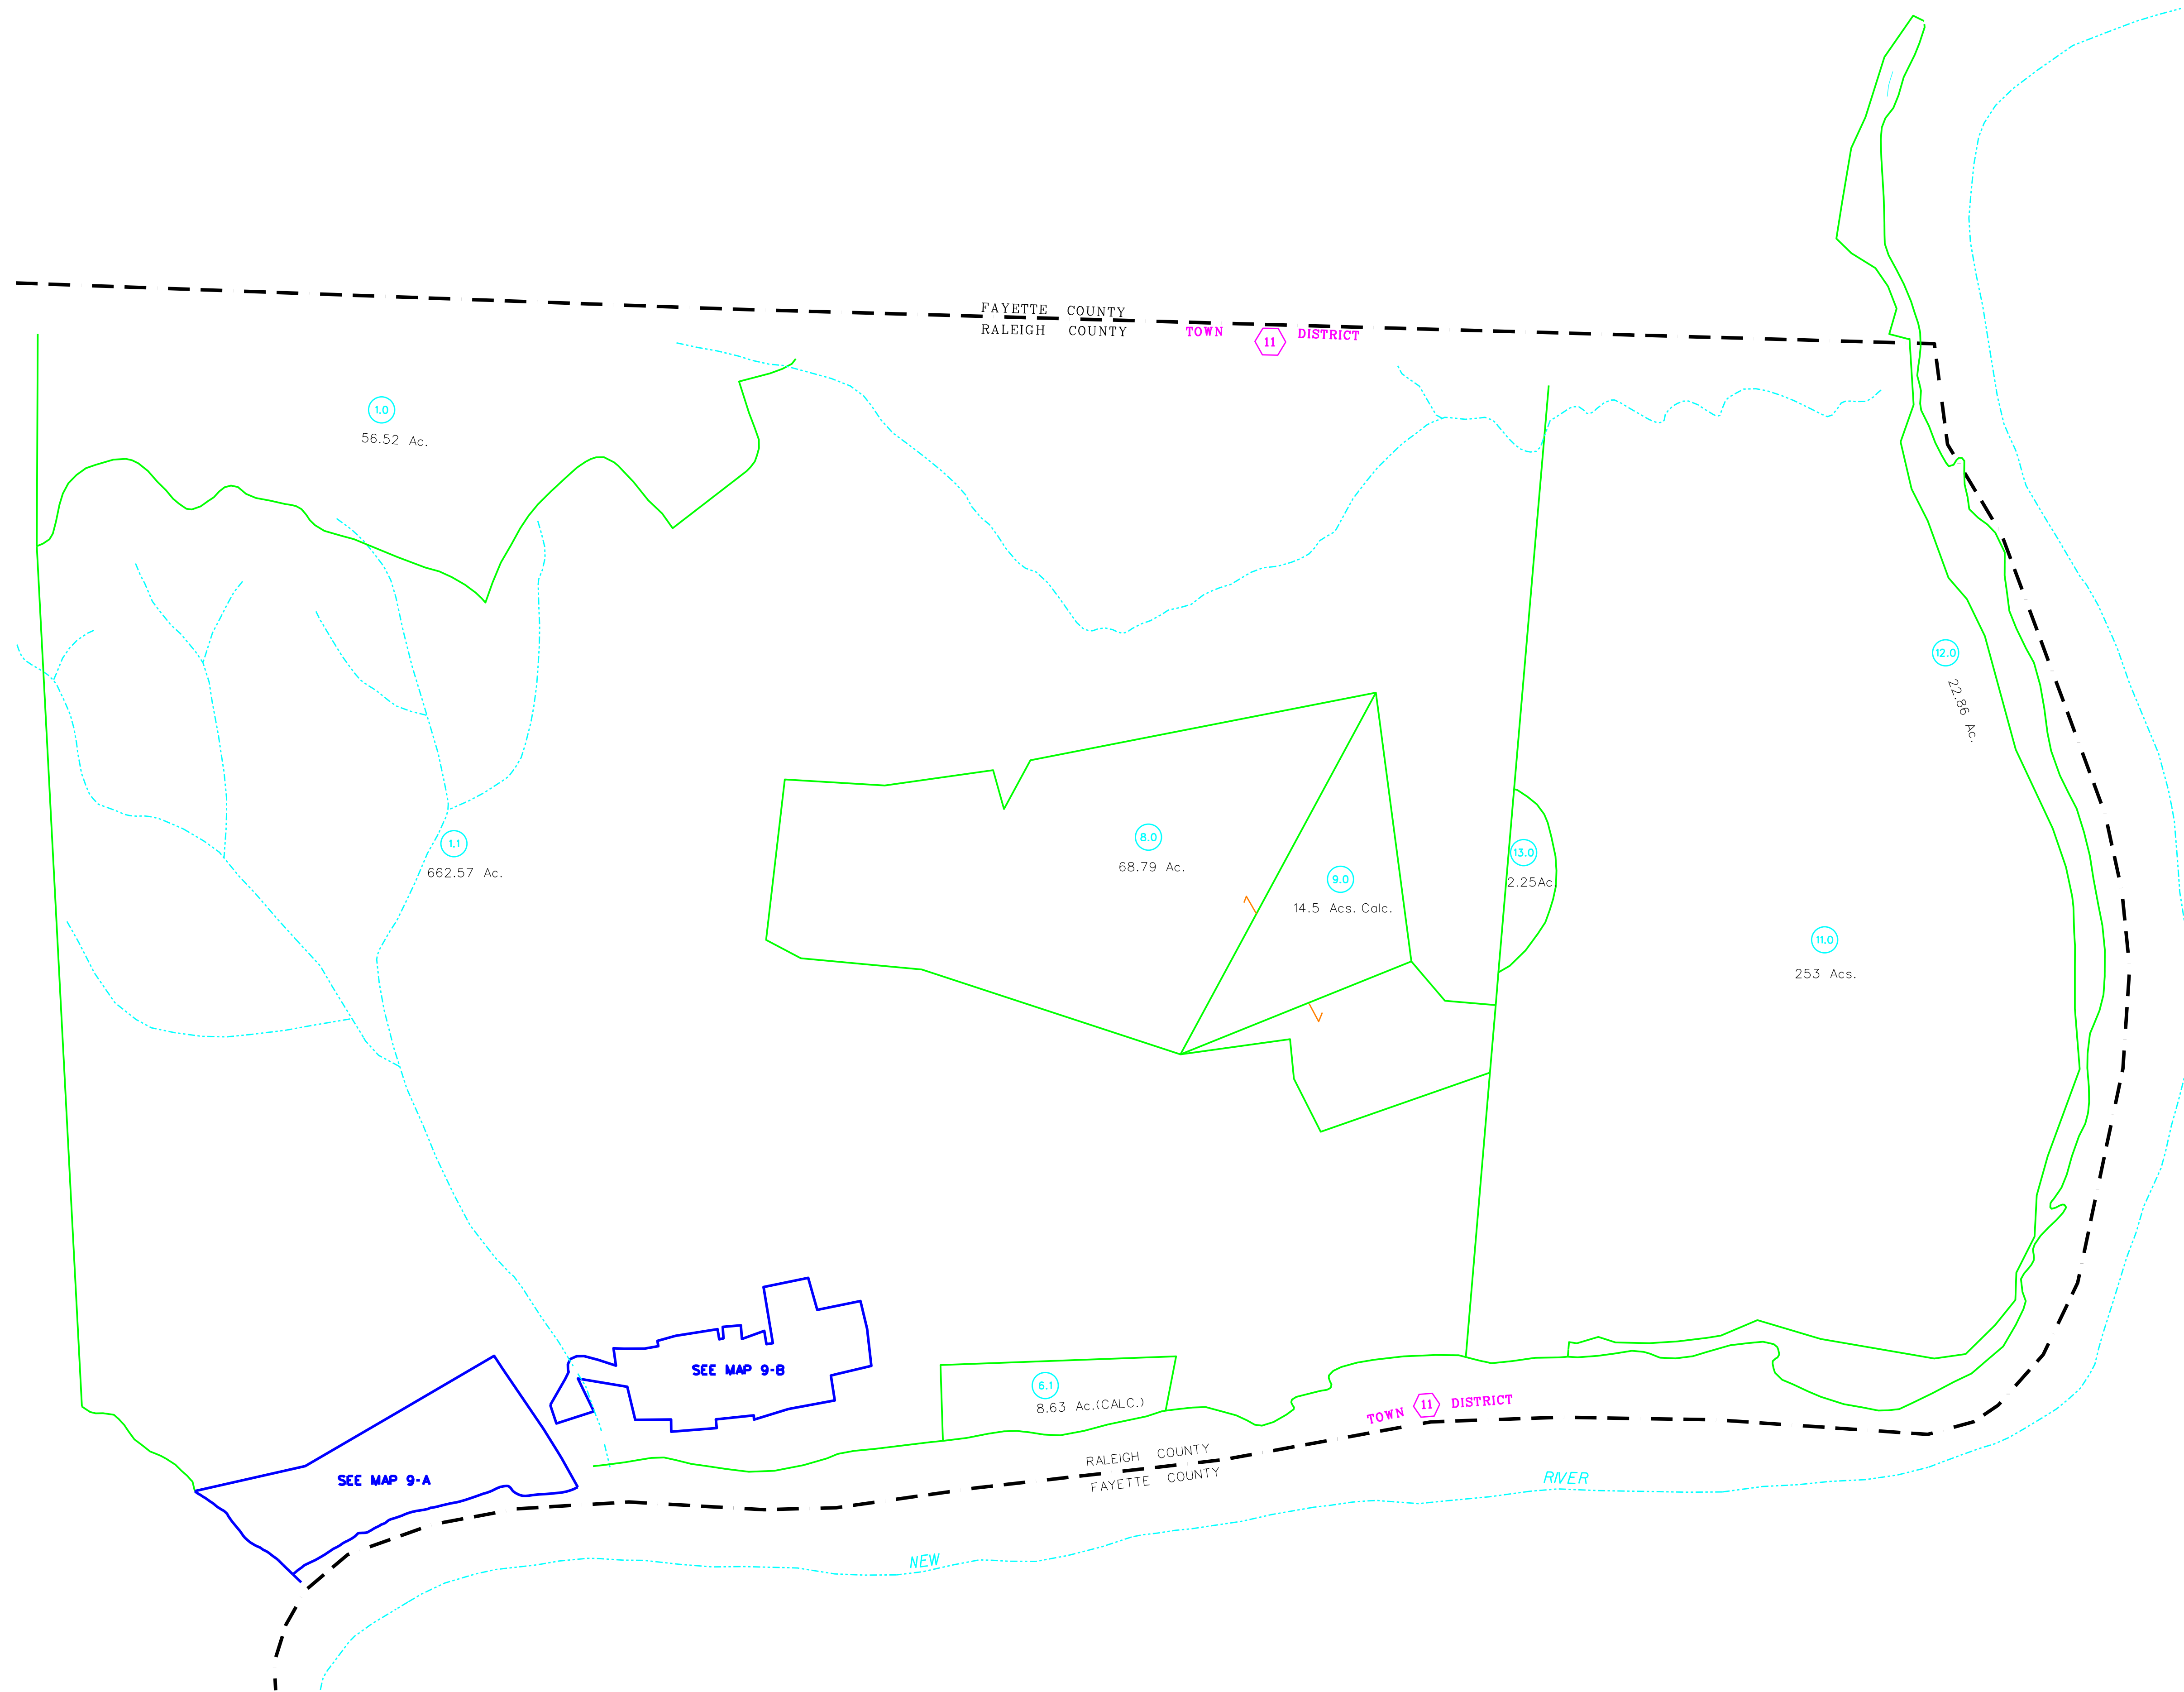 FAYETTE COUNTY
RALEIGH COUNTY
TOWN 11 DISTRICT
1.0
56.52 Ac.
12.0
22.86 Ac.
1.1
662.57 Ac.
8.0
68.79 Ac.
9.0
14.5 Acs. Calc.
13.0
2.25Ac.
11.0
253 Acs.
SEE MAP 9-B
6.1
8.63 Ac.(CALC.)
TOWN 11 DISTRICT
SEE MAP 9-A
RALEIGH COUNTY
FAYETTE COUNTY
NEW RIVER